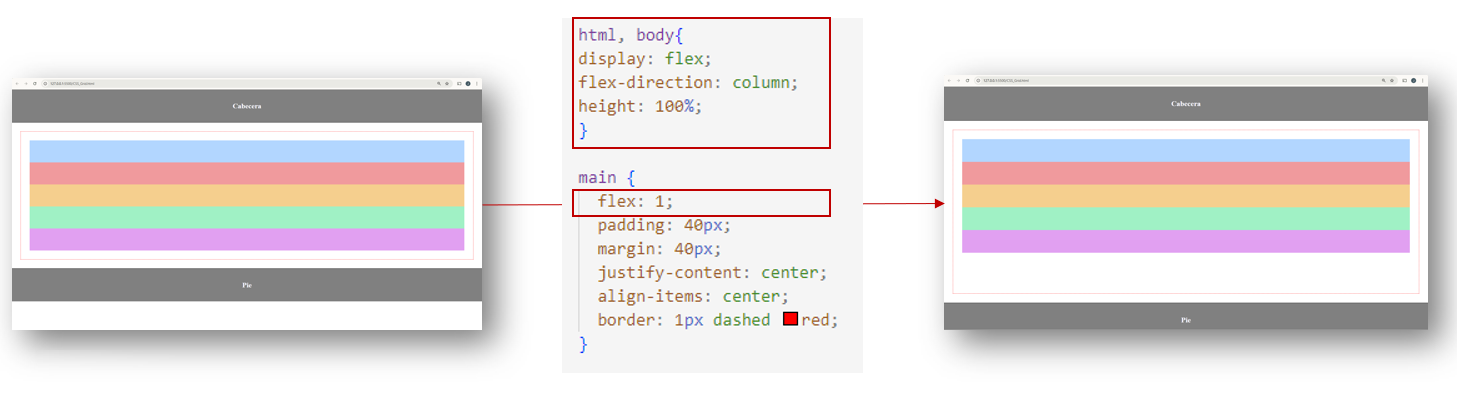 Cabecera
Pie
html, body{
display: flex;
flex-direction: column;
height: 100%;
}
main {
flex: 1;
padding: 40px;
margin: 40px;
justify-content: center;
align-items: center;
border: 1px dashed red;
}
Cabecera
Pie